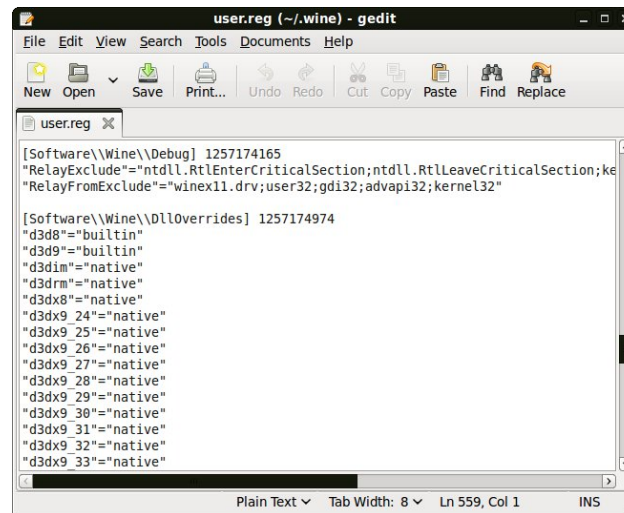 user.reg (~/.wine) - gedit
File Edit View Search Tools Documents Help
New Open Save Print... Undo Redo Cut Copy Paste Find Replace
user.reg
[Software\\Wine\\Debug] 1257174165
"RelayExclude"="ntdll.RtlEnterCriticalSection;ntdll.RtlLeaveCriticalSection;ke
"RelayFromExclude"="winex11.drv;user32;gdi32;advapi32;kernel32"
[Software\\Wine\\DllOverrides] 1257174974
"d3d8"="builtin"
"d3d9"="builtin"
"d3dim"="native"
"d3drm"="native"
"d3dx8"="native"
"d3dx9_24"="native"
"d3dx9_25"="native"
"d3dx9_26"="native"
"d3dx9_27"="native"
"d3dx9_28"="native"
"d3dx9_29"="native"
"d3dx9_30"="native"
"d3dx9_31"="native"
"d3dx9_32"="native"
"d3dx9_33"="native"
Plain Text Tab Width: 8 Ln 559, Col 1 INS